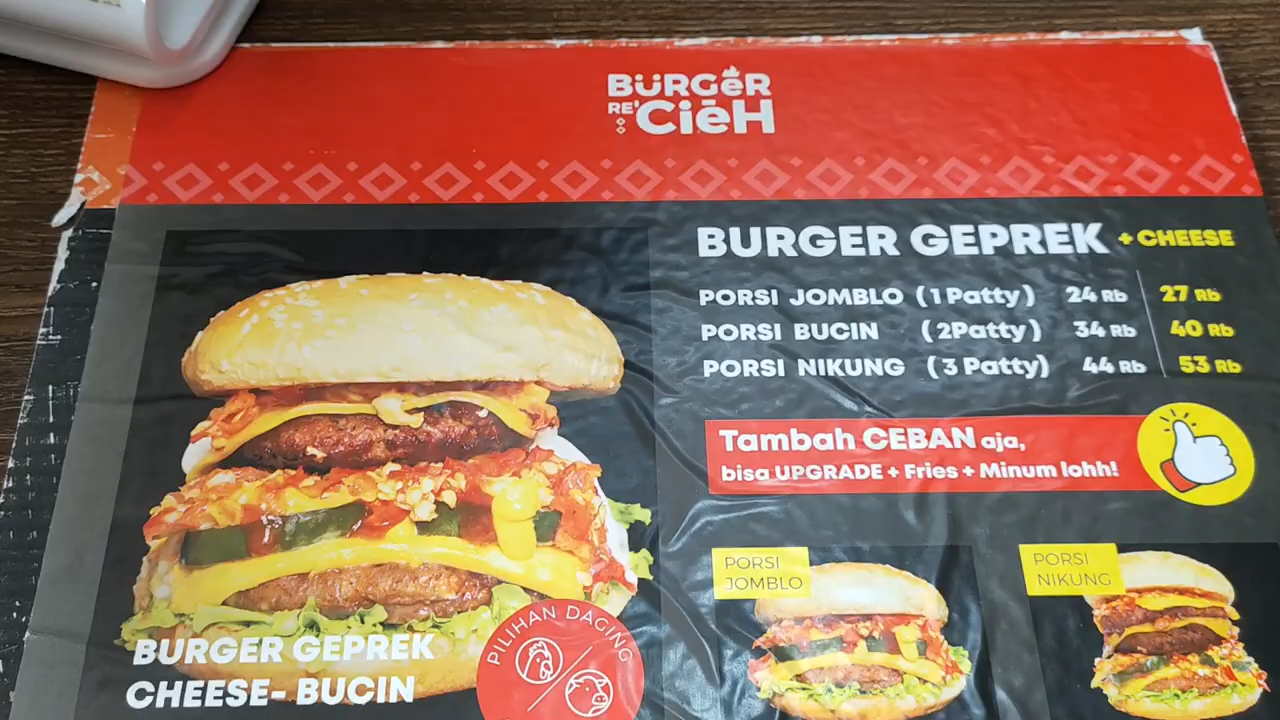 BÜRGER
RE' CiēH
BURGER GEPREK + CHEESE
PORSI JOMBLO (1 Patty) 24 Rb 27 Rb
PORSI BUCIN (2Patty) 34 Rb 40 Rb
PORSI NIKUNG (3 Patty) 44 Rb 53 Rb
Tambah CEBAN aja,
bisa UPGRADE + Fries + Minum lohh!
PORSI
JOMBLO
PORSI
NIKUNG
PILIHAN DAGING
BURGER GEPREK
CHEESE- BUCIN